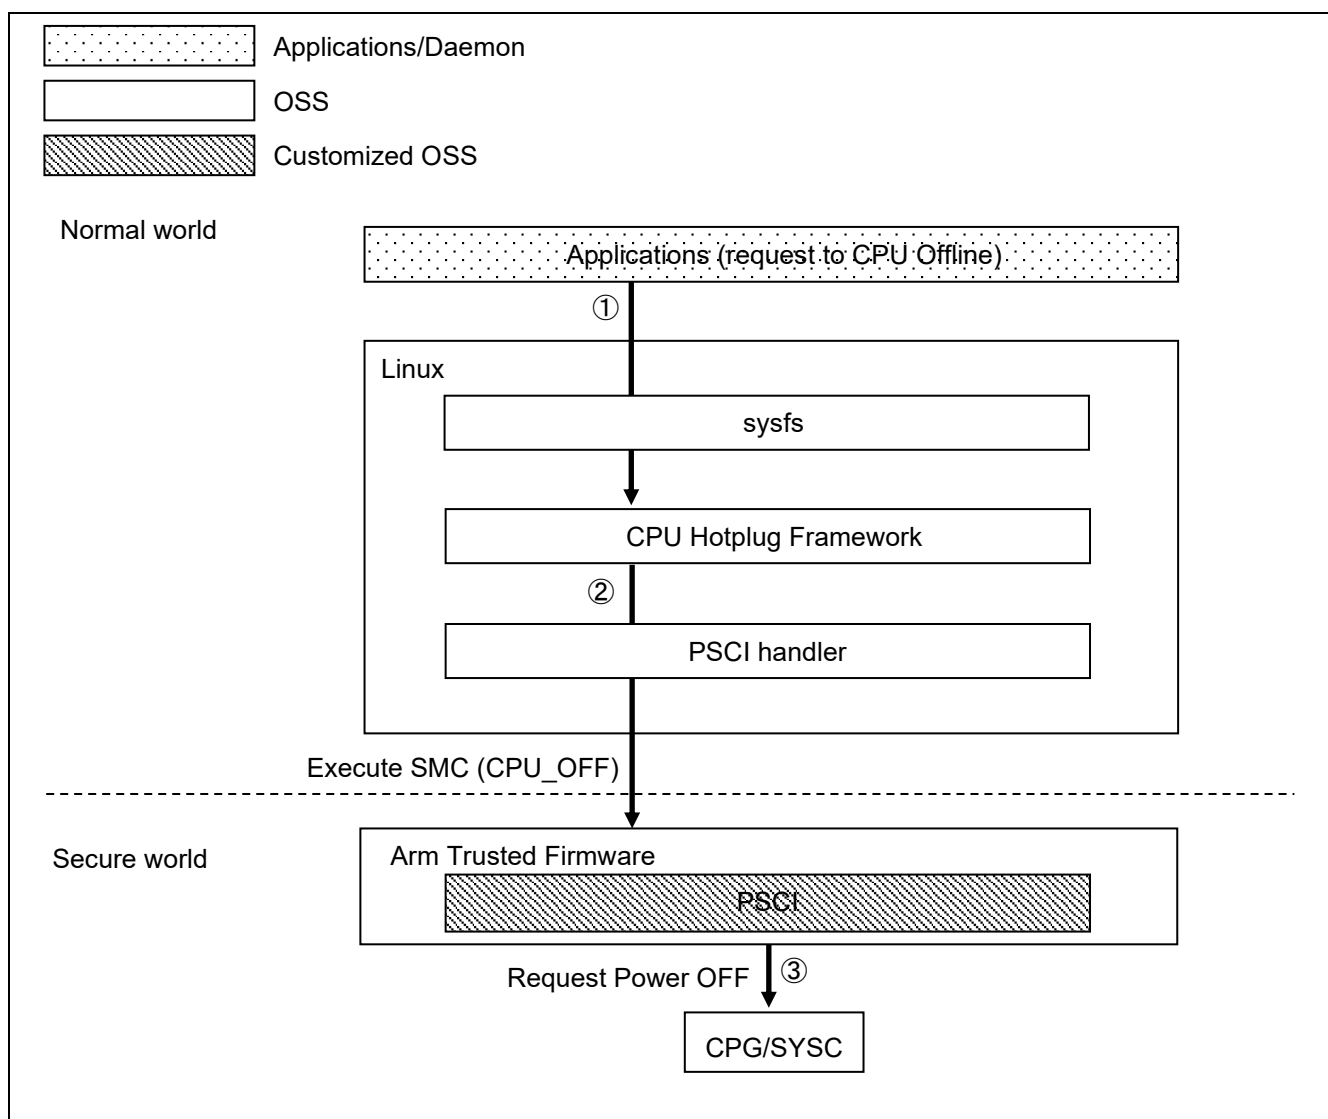 Applications/Daemon
OSS
Customized OSS
Normal world
Applications (request to CPU Offline)
①
Linux
sysfs
CPU Hotplug Framework
②
PSCI handler
Execute SMC (CPU_OFF)
Secure world
Arm Trusted Firmware
PSCI
Request Power OFF ③
CPG/SYSC